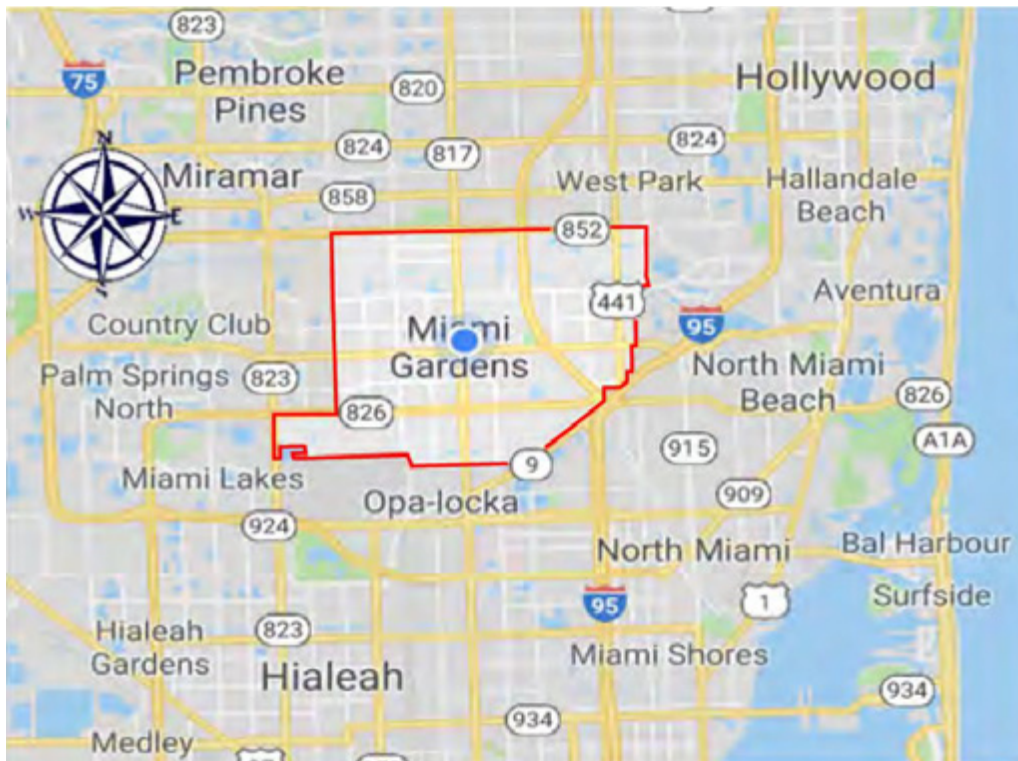 823
75
Pembroke
Pines
820
Hollywood
N
824
817
824
Miramar
858
West Park
Hallandale
Beach
W
E
852
S
441
Aventura
Country Club
Miami
Gardens
95
Palm Springs
North
823
North Miami
Beach
826
826
A1A
915
Miami Lakes
9
909
Opa-locka
924
North Miami
Bal Harbour
95
1
Surfside
Hialeah
Gardens
823
Miami Shores
Hialeah
934
934
Medley